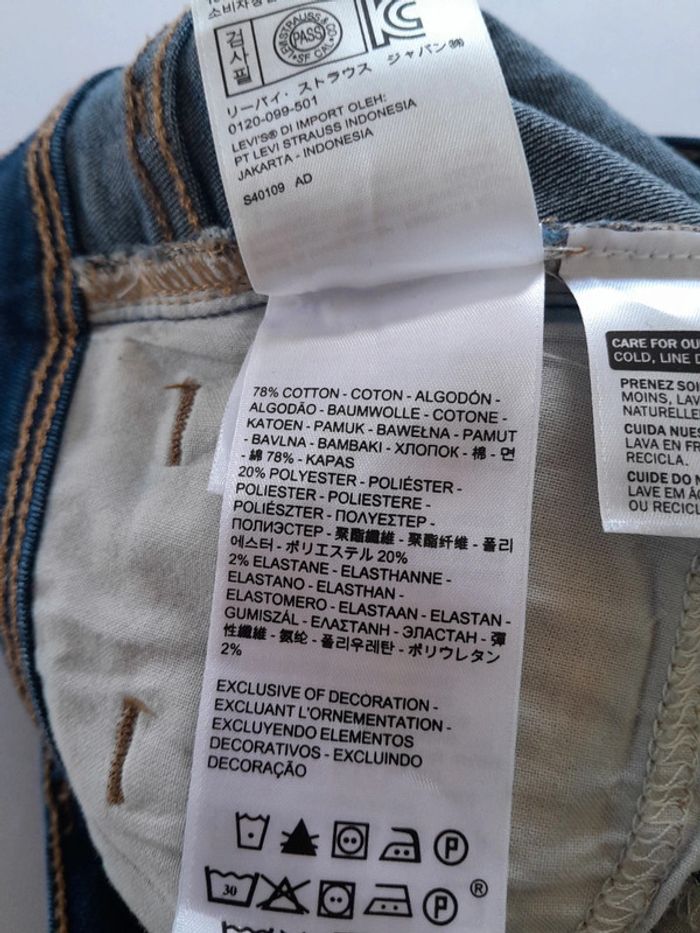 소비자상
검사필
LEVI STRAUSS & CO
PASS
SF CAL
リーバイ・ストラウス ジャパン㈱
0120-099-501
LEVI'S® DI IMPORT OLEH:
PT LEVI STRAUSS INDONESIA
JAKARTA - INDONESIA
S40109 AD
78% COTTON - COTON - ALGODÓN -
ALGODÃO - BAUMWOLLE - COTONE -
KATOEN - PAMUK - BAWEŁNA - PAMUT
- BAVLNA - BAMBAKI - ХЛОПОК - 棉 - 면
- 綿 78% - KAPAS
20% POLYESTER - POLIÉSTER -
POLIESTER - POLIESTERE -
POLIÉSZTER - ΠΟΛΥΕΣΤΕΡ -
ПОЛИЭСТЕР - 聚酯纖維 - 聚酯纤维 - 폴리
에스터 - ポリエステル 20%
2% ELASTANE - ELASTHANNE -
ELASTANO - ELASTHAN -
ELASTOMERO - ELASTAAN - ELASTAN -
GUMISZÁL - ΕΛΑΣΤΑΝΗ - ЭЛАСТАН - 彈
性纖維 - 氨纶 - 폴리우레탄 - ポリウレタン
2%
EXCLUSIVE OF DECORATION -
EXCLUANT L'ORNEMENTATION -
EXCLUYENDO ELEMENTOS
DECORATIVOS - EXCLUINDO
DECORAÇÃO
P
30
P
®
CARE FOR OU
COLD, LINE D
PRENEZ SOI
MOINS, LAV
NATURELLE
CUIDA NUES
LAVA EN FR
RECICLA.
CUIDE DO N
LAVE EM ÁG
OU RECICL